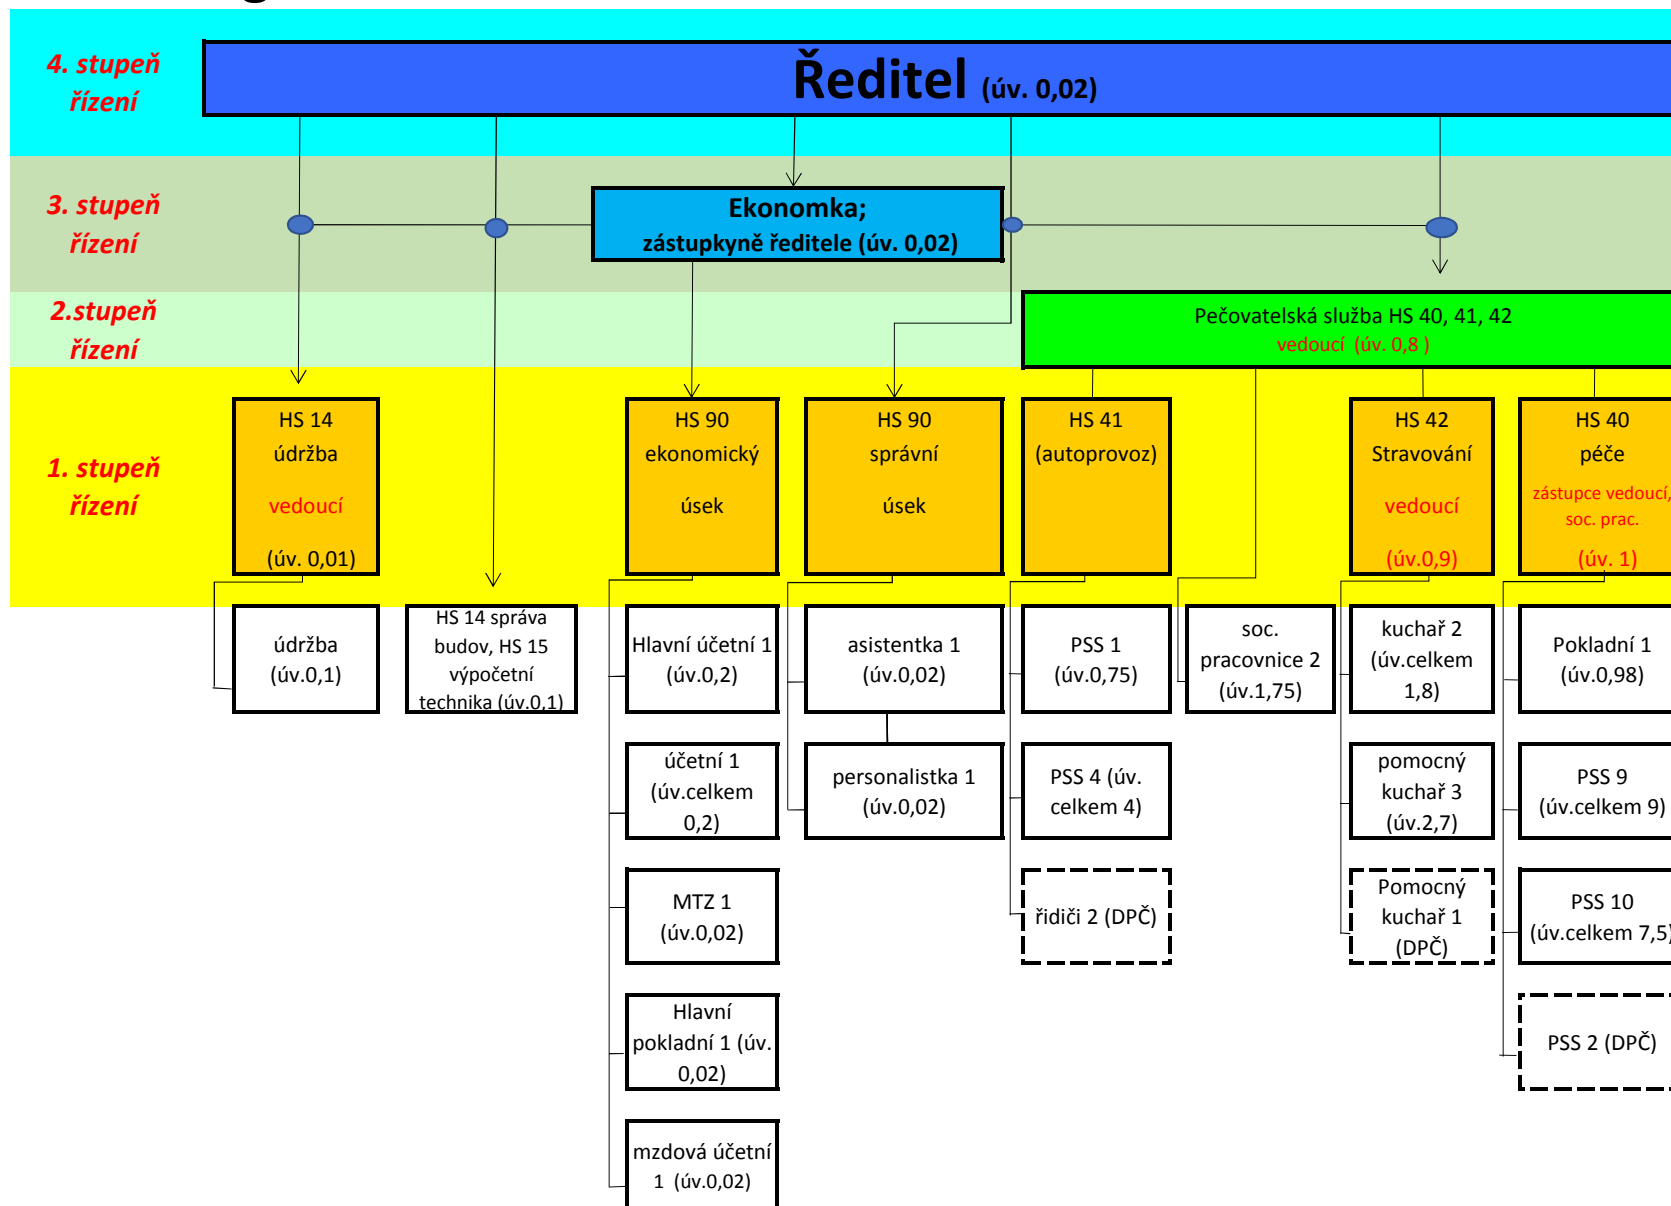 4. stupeň
řízení
Ředitel (úv. 0,02)
3. stupeň
řízení
Ekonomka;
zástupkyně ředitele (úv. 0,02)
2.stupeň
řízení
Pečovatelská služba HS 40, 41, 42
vedoucí (úv. 0,8 )
1. stupeň
řízení
HS 14
údržba
vedoucí
(úv. 0,01)
HS 90
ekonomický
úsek
HS 90
správní
úsek
HS 41
(autoprovoz)
HS 42
Stravování
vedoucí
(úv.0,9)
HS 40
péče
zástupce vedoucí,
soc. prac.
(úv. 1)
údržba
(úv.0,1)
HS 14 správa
budov, HS 15
výpočetní
technika (úv.0,1)
Hlavní účetní 1
(úv.0,2)
asistentka 1
(úv.0,02)
PSS 1
(úv.0,75)
soc.
pracovnice 2
(úv.1,75)
kuchař 2
(úv.celkem
1,8)
Pokladní 1
(úv.0,98)
účetní 1
(úv.celkem
0,2)
personalistka 1
(úv.0,02)
PSS 4 (úv.
celkem 4)
pomocný
kuchař 3
(úv.2,7)
PSS 9
(úv.celkem 9)
MTZ 1
(úv.0,02)
řidiči 2 (DPČ)
Pomocný
kuchař 1
(DPČ)
PSS 10
(úv.celkem 7,5)
Hlavní
pokladní 1 (úv.
0,02)
PSS 2 (DPČ)
mzdová účetní
1 (úv.0,02)